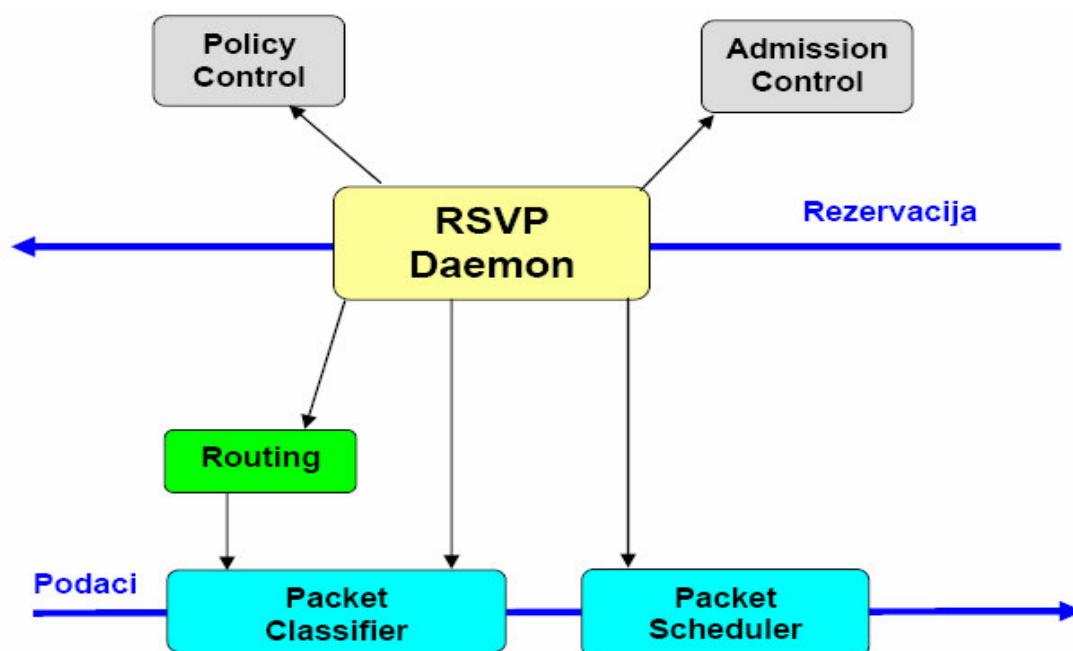 Policy
Control
Admission
Control
RSVP
Daemon
Rezervacija
Routing
Podaci
Packet
Classifier
Packet
Scheduler